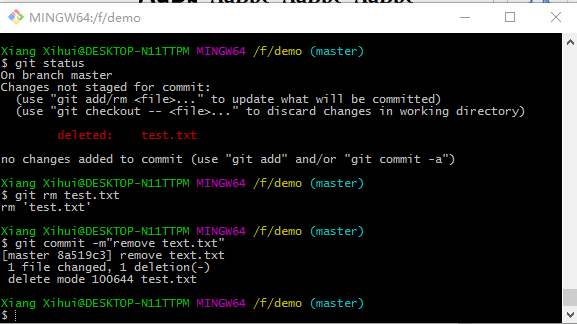 MINGW64:/f/demo
Xiang Xihui@DESKTOP-N11TTPM MINGW64 /f/demo (master)
$ git status
On branch master
Changes not staged for commit:
  (use "git add/rm <file>..." to update what will be committed)
  (use "git checkout -- <file>..." to discard changes in working directory)
        deleted:    test.txt
no changes added to commit (use "git add" and/or "git commit -a")
Xiang Xihui@DESKTOP-N11TTPM MINGW64 /f/demo (master)
$ git rm test.txt
rm 'test.txt'
Xiang Xihui@DESKTOP-N11TTPM MINGW64 /f/demo (master)
$ git commit -m"remove text.txt"
[master 8a519c3] remove text.txt
 1 file changed, 1 deletion(-)
 delete mode 100644 test.txt
Xiang Xihui@DESKTOP-N11TTPM MINGW64 /f/demo (master)
$